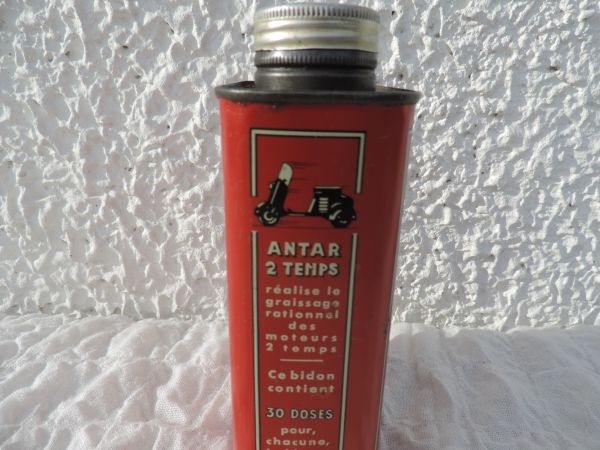 ANTAR
2 TEMPS
réalise le
graissage
rationnel
des
moteurs
2 temps
Ce bidon
contient
30 DOSES
pour,
chacune,